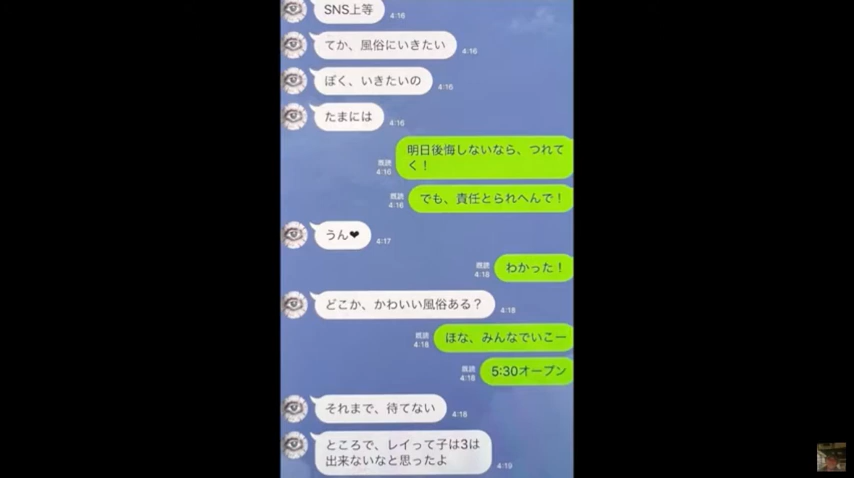 SNS上等
4:16
てか、風俗にいきたい
4:16
ぼく、いきたいの
4:16
たまには
4:16
明日後悔しないなら、つれて
く！
既読
4:16
でも、責任とられへんで！
既読
4:16
うん❤
4:17
わかった！
既読
4:18
どこか、かわいい風俗ある？
4:18
ほな、みんなでいこー
既読
4:18
5:30オープン
既読
4:18
それまで、待てない
4:18
ところで、レイって子は3は
出来ないなと思ったよ
4:19